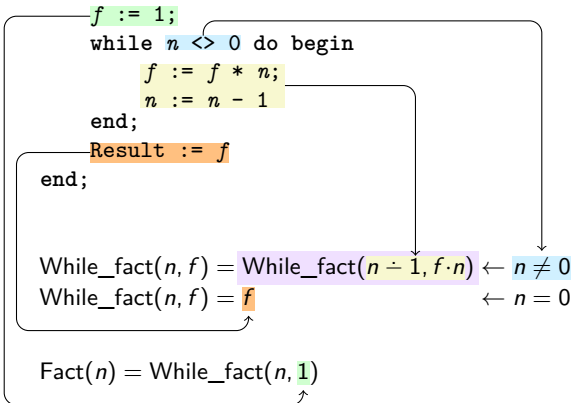 f := 1;
while n <> 0 do begin
f := f * n;
n := n - 1
end;
Result := f
end;
While_fact(n, f) = While_fact(n ∸ 1, f·n) ← n ≠ 0
While_fact(n, f) = f ← n = 0
Fact(n) = While_fact(n, 1)